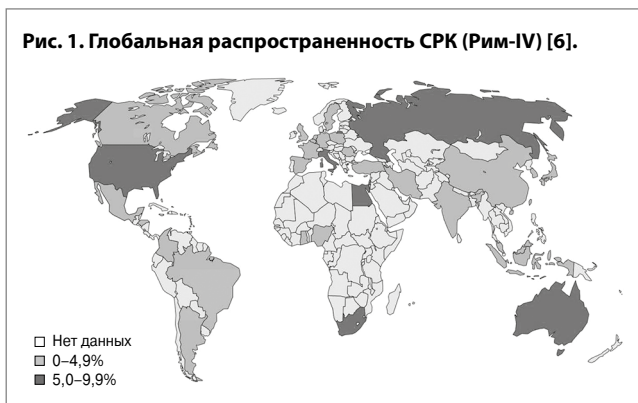 Рис. 1. Глобальная распространенность СРК (Рим-IV) [6].
Нет данных
0–4,9%
5,0–9,9%